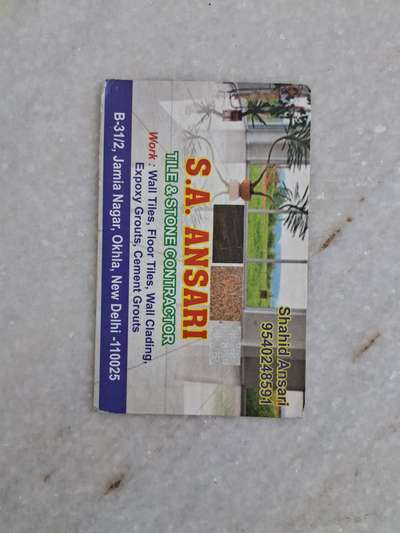 Shahid Ansari
9540248591
S.A. ANSARI
TILE & STONE CONTRACTOR
Work : Wall Tiles, Floor Tiles, Wall Clading,
Expoxy Grouts, Cement Grouts
B-31/2, Jamia Nagar, Okhla, New Delhi -110025